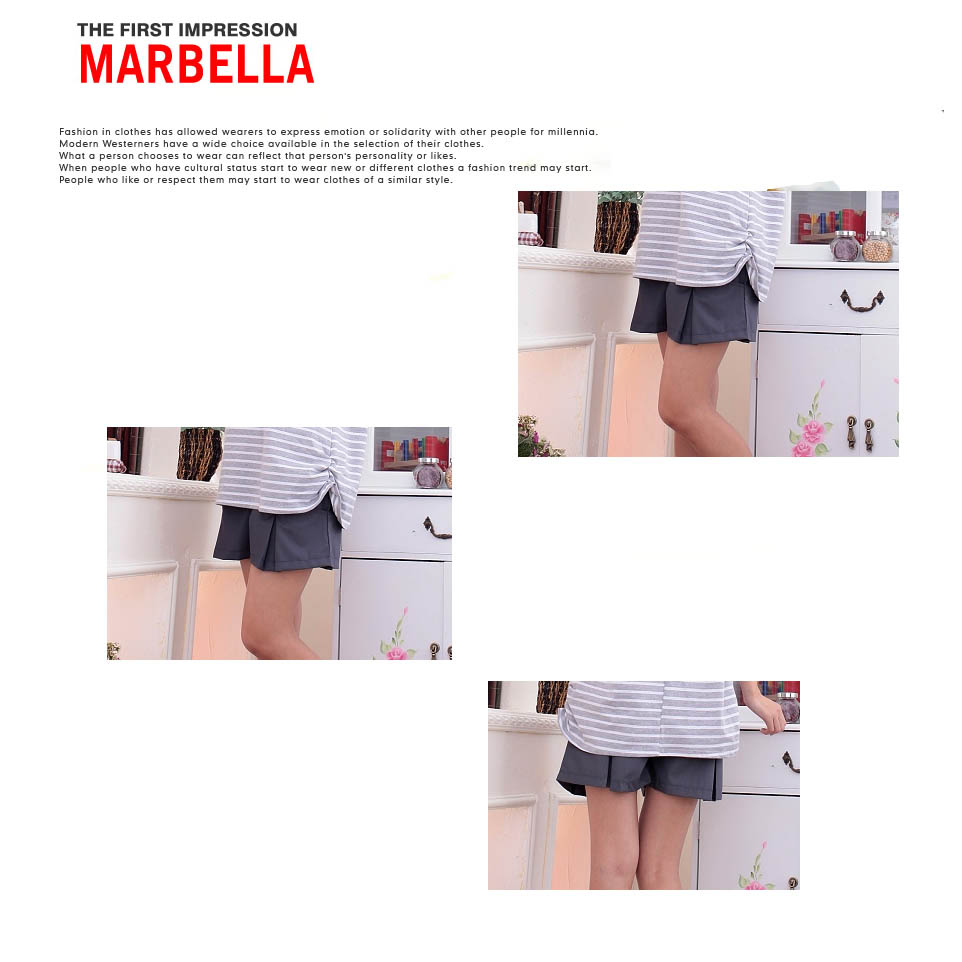 THE FIRST IMPRESSION
MARBELLA
Fashion in clothes has allowed wearers to express emotion or solidarity with other people for millennia.
Modern Westerners have a wide choice available in the selection of their clothes.
What a person chooses to wear can reflect that person's personality or likes.
When people who have cultural status start to wear new or different clothes a fashion trend may start.
People who like or respect them may start to wear clothes of a similar style.